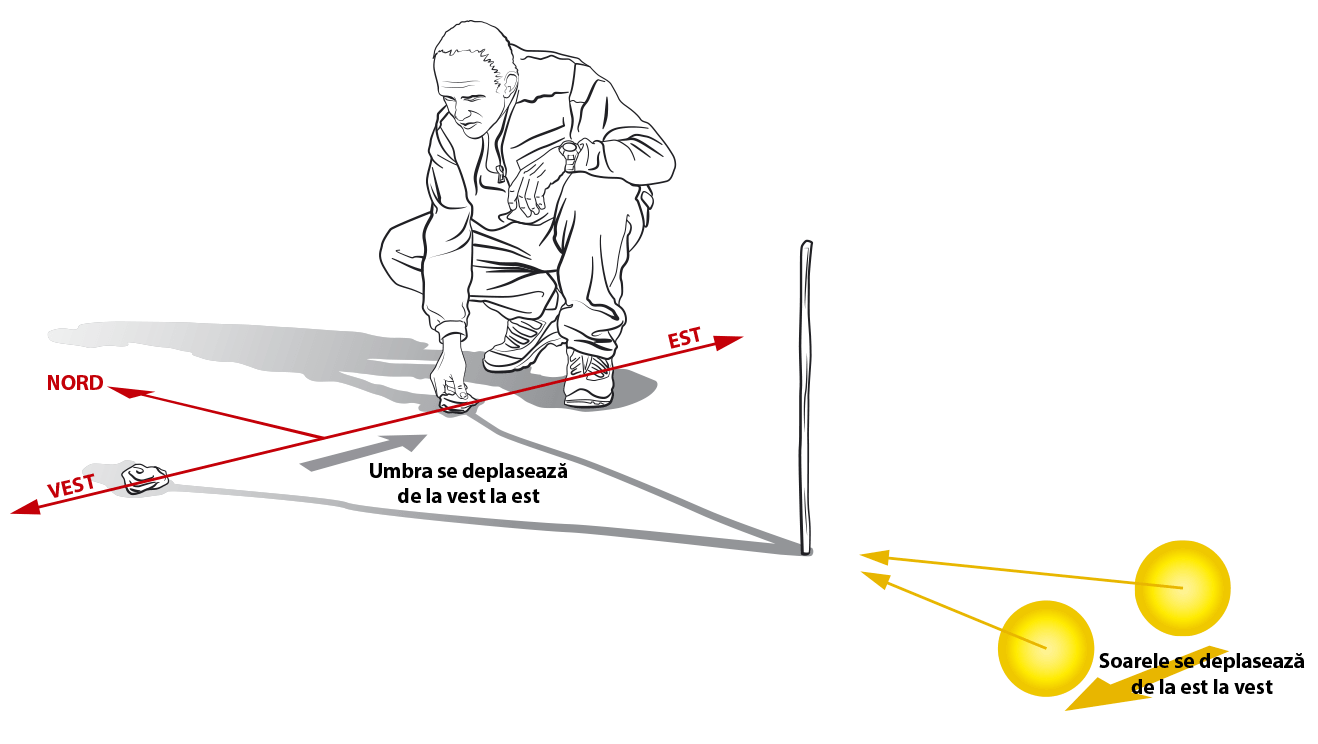 EST
NORD
VEST
Umbra se deplasează
de la vest la est
Soarele se deplasează
de la est la vest